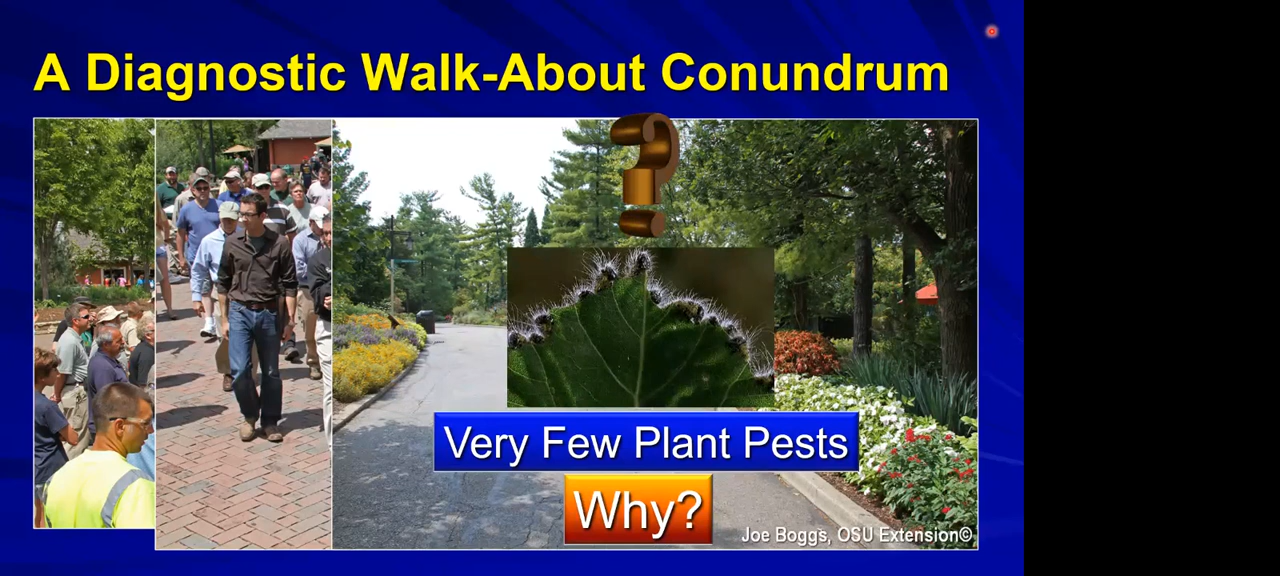 A Diagnostic Walk-About Conundrum
?
Very Few Plant Pests
Why?
Joe Boggs, OSU Extension©